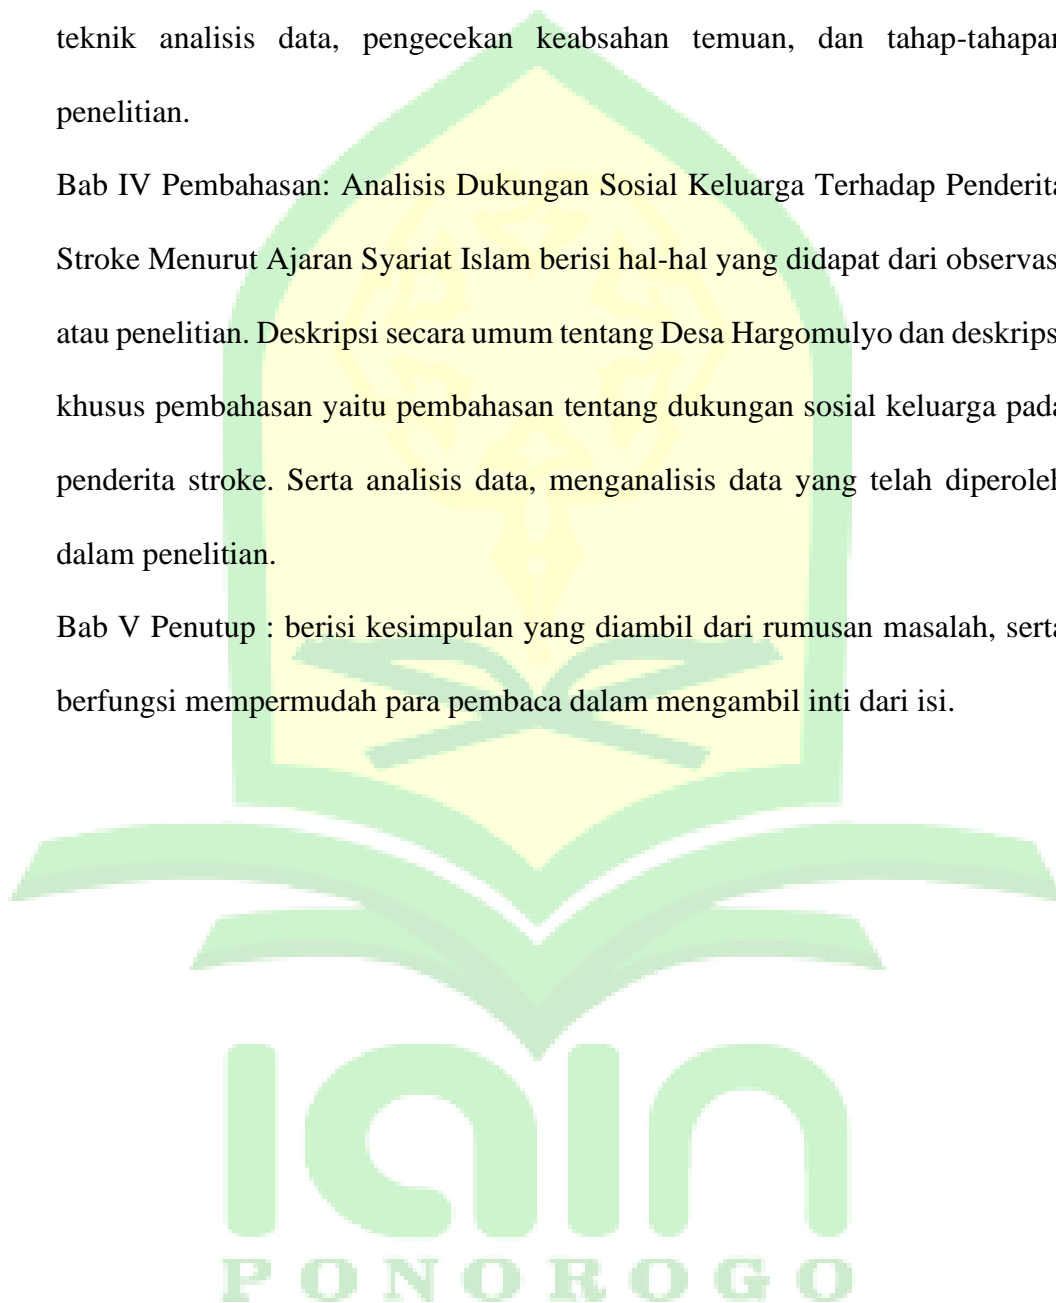 teknik analisis data, pengecekan keabsahan temuan, dan tahap-tahapan
penelitian.
Bab IV Pembahasan: Analisis Dukungan Sosial Keluarga Terhadap Penderita
Stroke Menurut Ajaran Syariat Islam berisi hal-hal yang didapat dari observasi
atau penelitian. Deskripsi secara umum tentang Desa Hargomulyo dan deskripsi
khusus pembahasan yaitu pembahasan tentang dukungan sosial keluarga pada
penderita stroke. Serta analisis data, menganalisis data yang telah diperoleh
dalam penelitian.
Bab V Penutup : berisi kesimpulan yang diambil dari rumusan masalah, serta
berfungsi mempermudah para pembaca dalam mengambil inti dari isi.
IAIN
PONOROGO